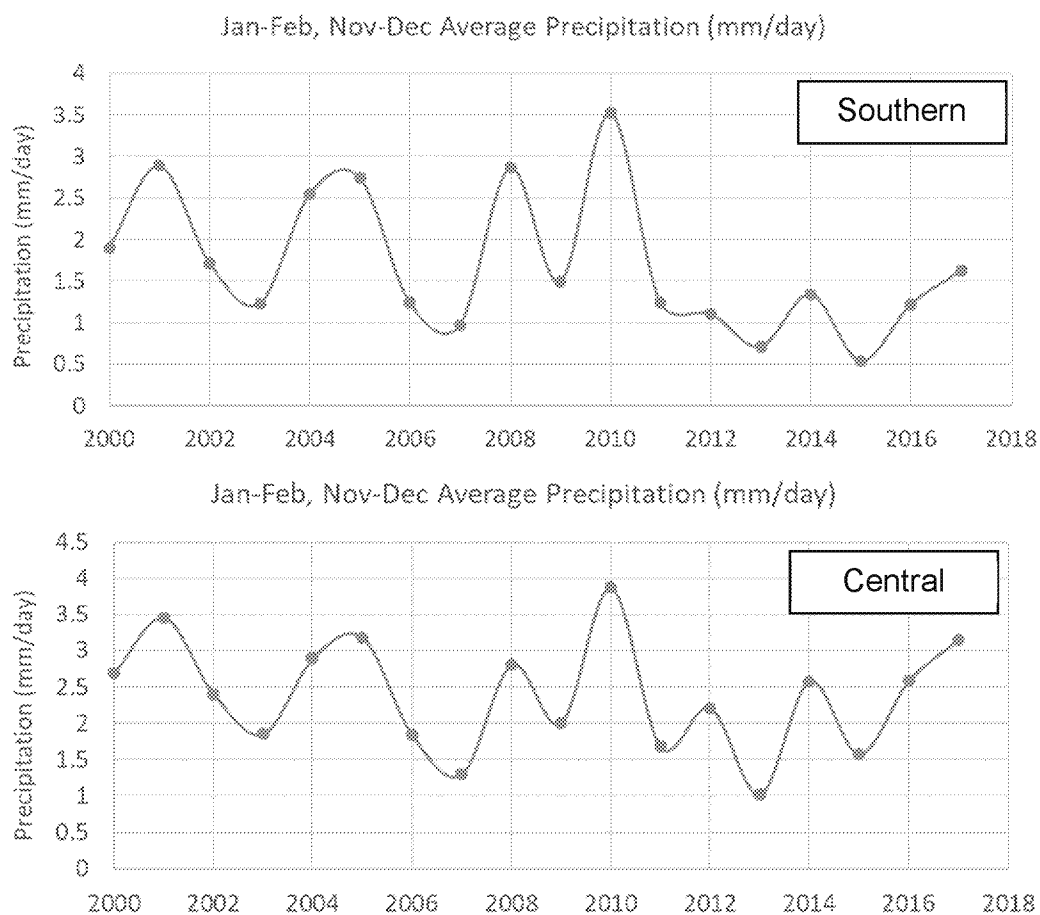 Jan-Feb, Nov-Dec Average Precipitation (mm/day)
Southern
Precipitation (mm/day)
4
3.5
3
2.5
2
1.5
1
0.5
0
2000 2002 2004 2006 2008 2010 2012 2014 2016 2018
Jan-Feb, Nov-Dec Average Precipitation (mm/day)
Central
Precipitation (mm/day)
4.5
4
3.5
3
2.5
2
1.5
1
0.5
0
2000 2002 2004 2006 2008 2010 2012 2014 2016 2018